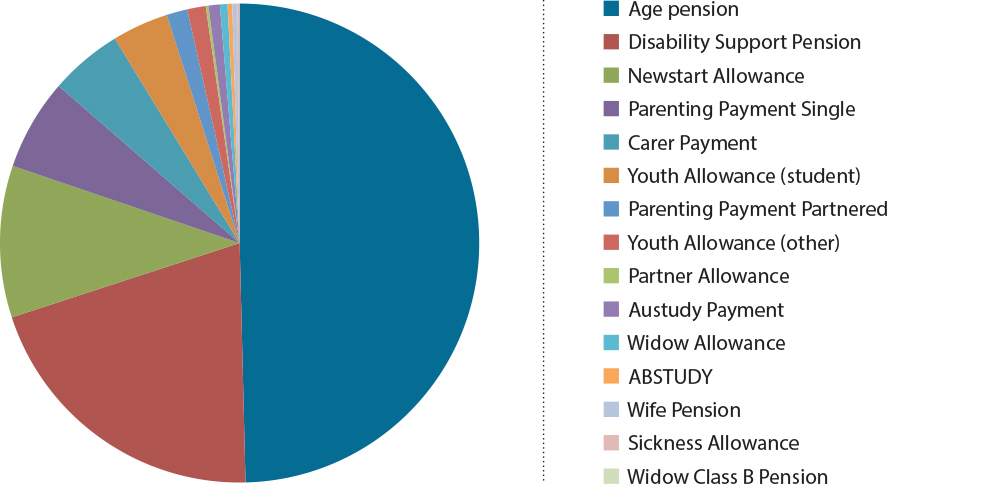 Age pension
Disability Support Pension
Newstart Allowance
Parenting Payment Single
Carer Payment
Youth Allowance (student)
Parenting Payment Partnered
Youth Allowance (other)
Partner Allowance
Austudy Payment
Widow Allowance
ABSTUDY
Wife Pension
Sickness Allowance
Widow Class B Pension